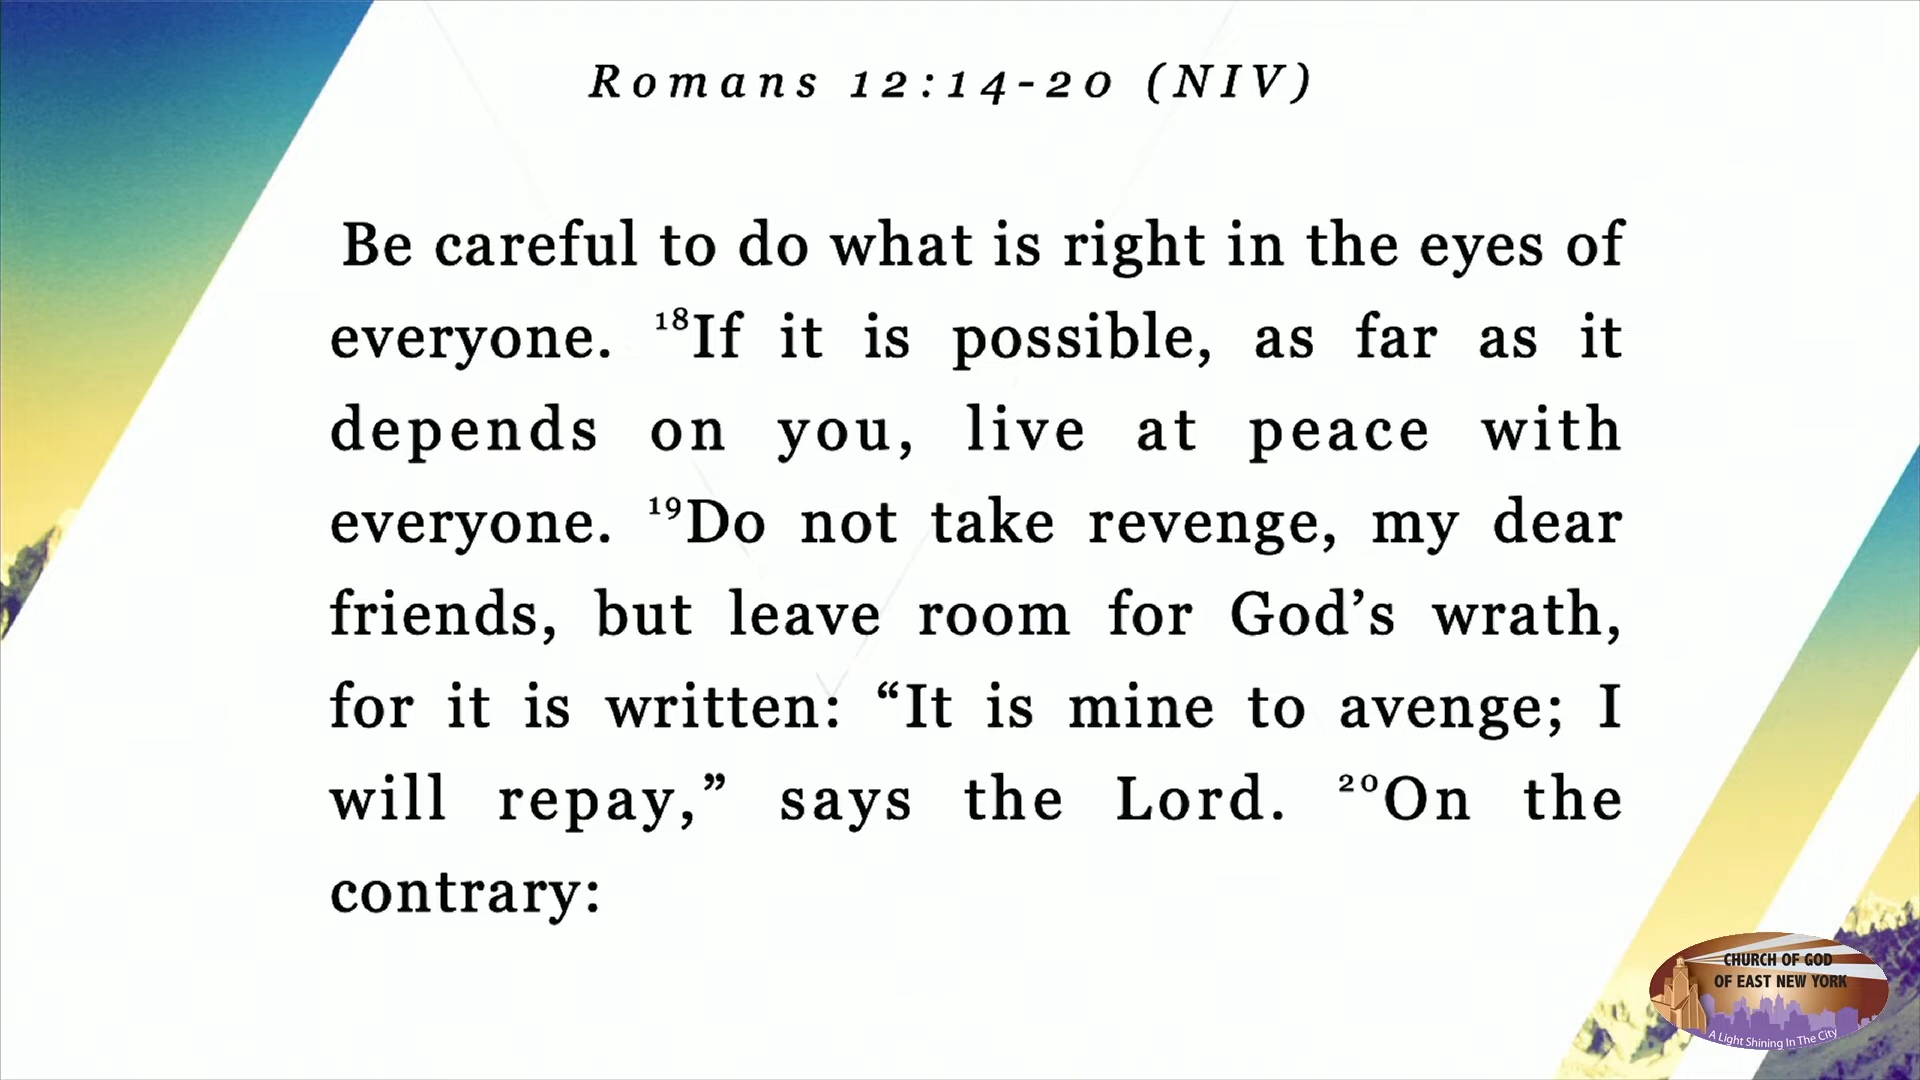 Romans 12:14-20 (NIV)
Be careful to do what is right in the eyes of
everyone. ¹⁸If it is possible, as far as it
depends on you, live at peace with
everyone. ¹⁹Do not take revenge, my dear
friends, but leave room for God’s wrath,
for it is written: “It is mine to avenge; I
will repay,” says the Lord. ²⁰On the
contrary:
CHURCH OF GOD
OF EAST NEW YORK
A Light Shining In The City